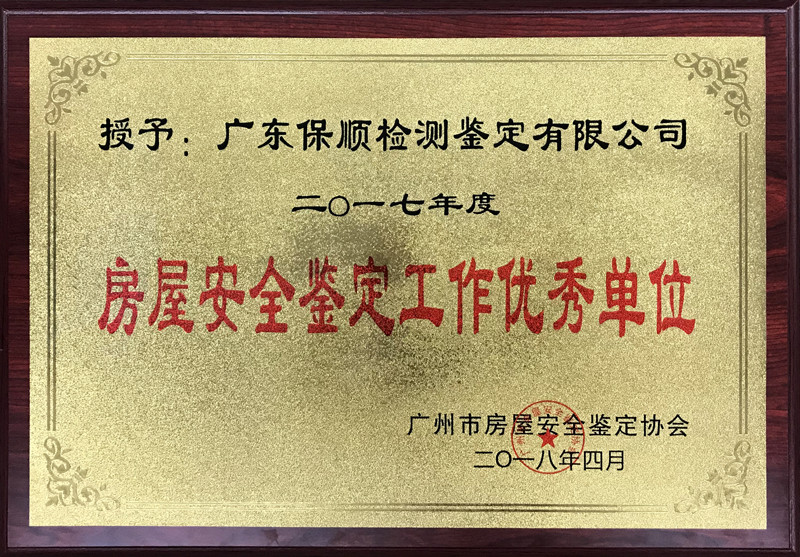 授予：广东保顺检测鉴定有限公司
二〇一七年度
房屋安全鉴定工作优秀单位
广州市房屋安全鉴定协会
二〇一八年四月